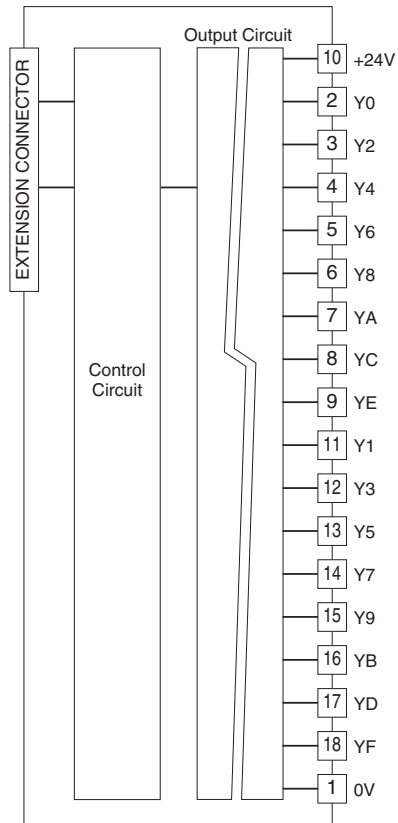 Output Circuit
EXTENSION CONNECTOR
Control
Circuit
10 +24V
2 Y0
3 Y2
4 Y4
5 Y6
6 Y8
7 YA
8 YC
9 YE
11 Y1
12 Y3
13 Y5
14 Y7
15 Y9
16 YB
17 YD
18 YF
1 0V